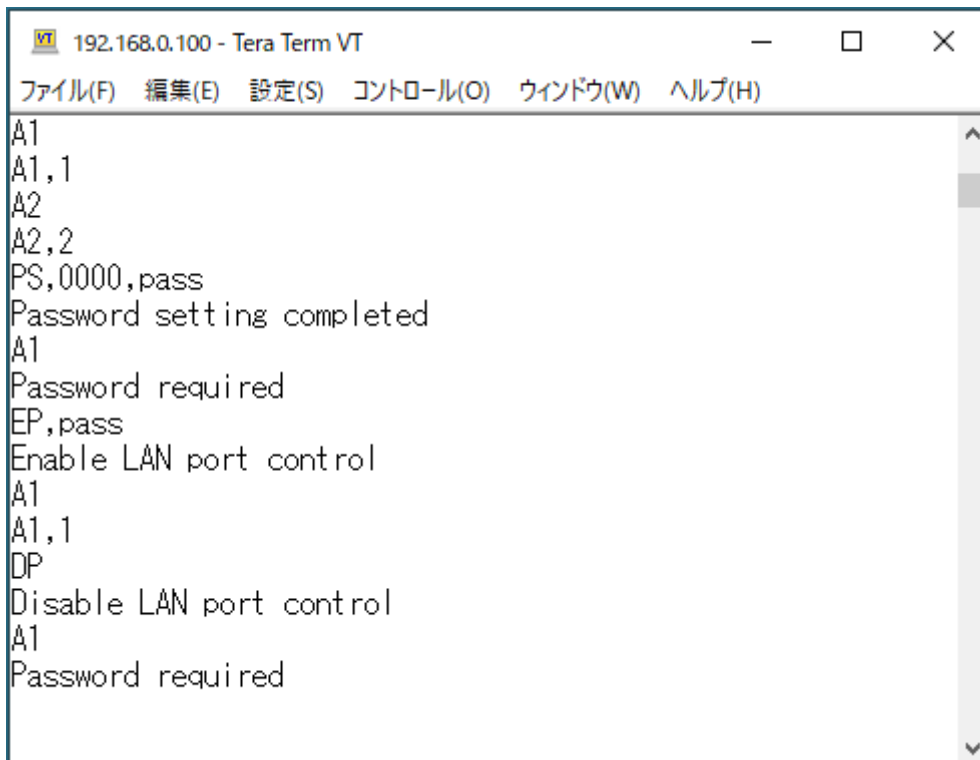 VT 192.168.0.100 - Tera Term VT
ファイル(F) 編集(E) 設定(S) コントロール(O) ウィンドウ(W) ヘルプ(H)
A1
A1,1
A2
A2,2
PS,0000,pass
Password setting completed
A1
Password required
EP,pass
Enable LAN port control
A1
A1,1
DP
Disable LAN port control
A1
Password required